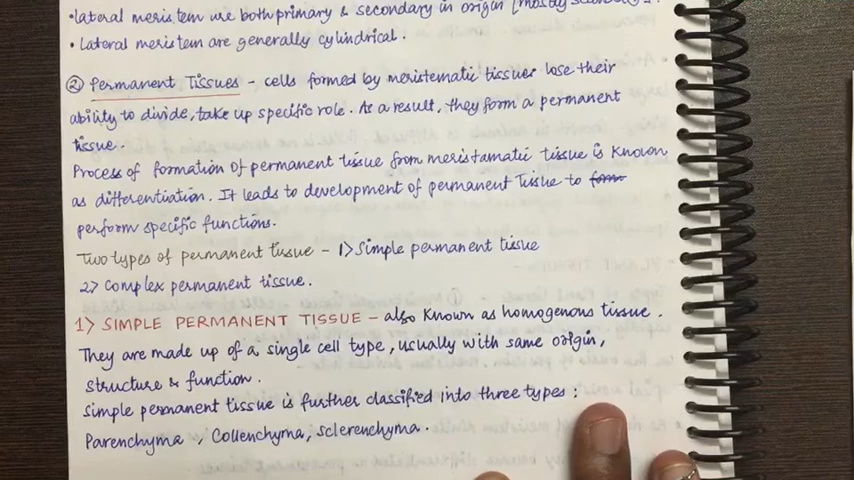 • lateral meristem are both primary & secondary in origin [mostly
• Lateral meristem are generally cylindrical.
② Permanent Tissues - cells formed by meristematic tissues lose their
ability to divide, take up specific role. As a result, they form a permanent
tissue.
Process of formation of permanent tissue from meristamatic tissue is known
as differentiation. It leads to development of permanent Tissue to form
perform specific functions.
Two types of permanent tissue - 1> Simple permanent tissue
2> Complex permanent tissue.
1> SIMPLE PERMANENT TISSUE - also known as homogenous tissue.
They are made up of a single cell type, usually with same origin,
structure & function.
Simple permanent tissue is further classified into three types:
Parenchyma, Collenchyma, sclerenchyma.